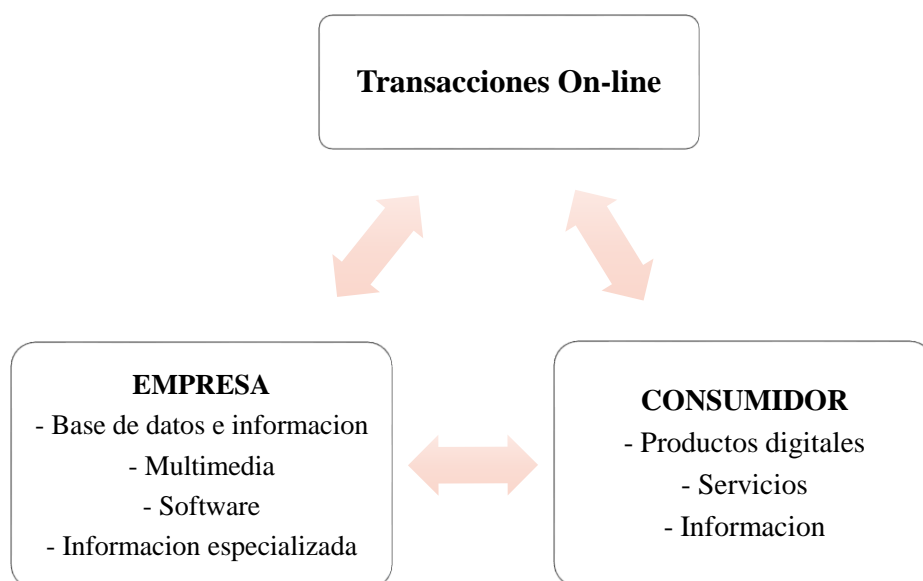 Transacciones On-line
EMPRESA
- Base de datos e informacion
- Multimedia
- Software
- Informacion especializada
CONSUMIDOR
- Productos digitales
- Servicios
- Informacion